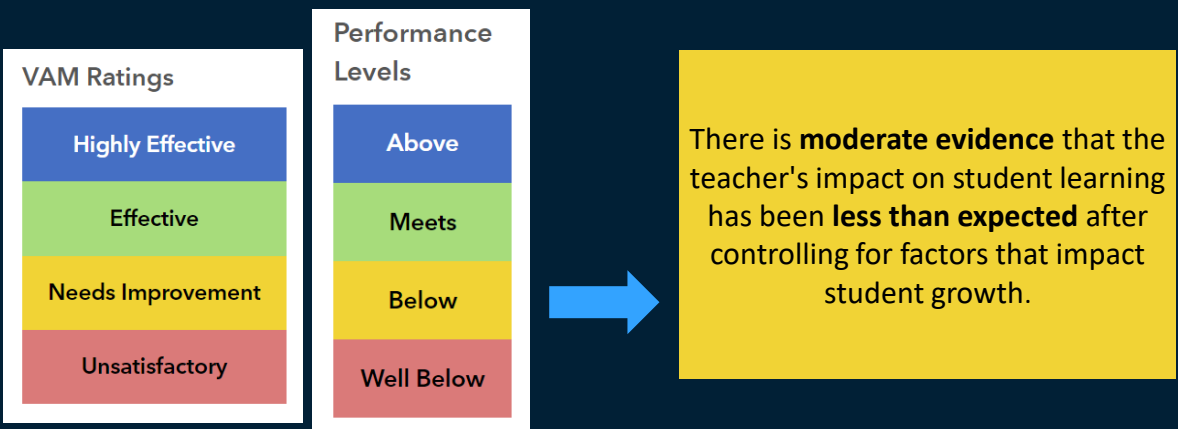 VAM Ratings
Highly Effective
Effective
Needs Improvement
Unsatisfactory
Performance
Levels
Above
Meets
Below
Well Below
There is moderate evidence that the
teacher's impact on student learning
has been less than expected after
controlling for factors that impact
student growth.